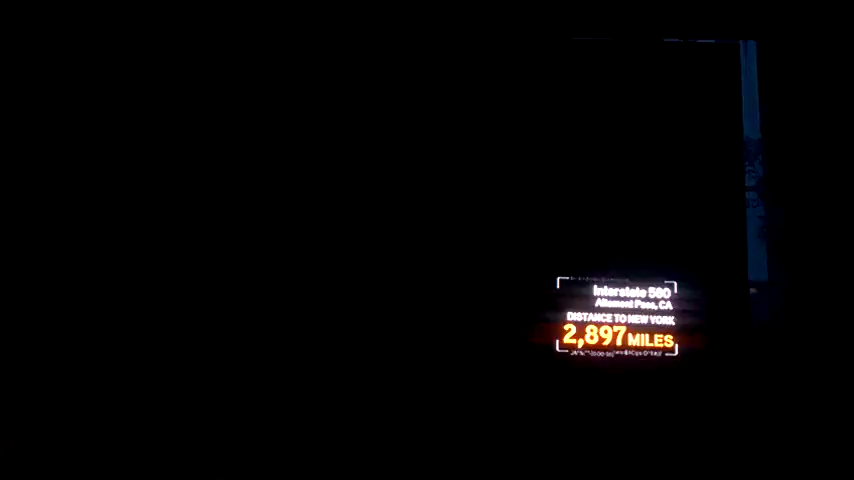 Interstate 580
Altamont Pass, CA
DISTANCE TO NEW YORK
2,897 MILES